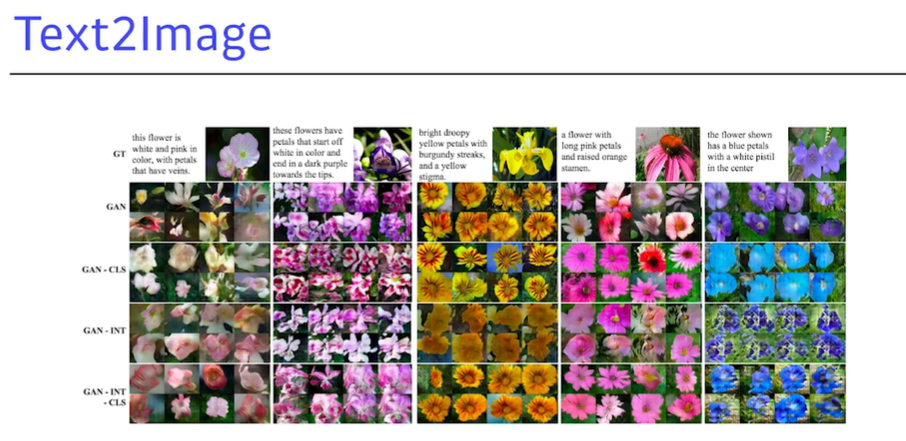 Text2Image
GT
this flower is
white and pink in
color, with petals
that have veins.
these flowers have
petals that start off
white in color and
end in a dark purple
towards the tips.
bright droopy
yellow petals with
burgundy streaks,
and a yellow
stigma.
a flower with
long pink petals
and raised orange
stamen.
the flower shown
has a blue petals
with a white pistil
in the center
GAN
GAN - CLS
GAN - INT
GAN - INT
- CLS